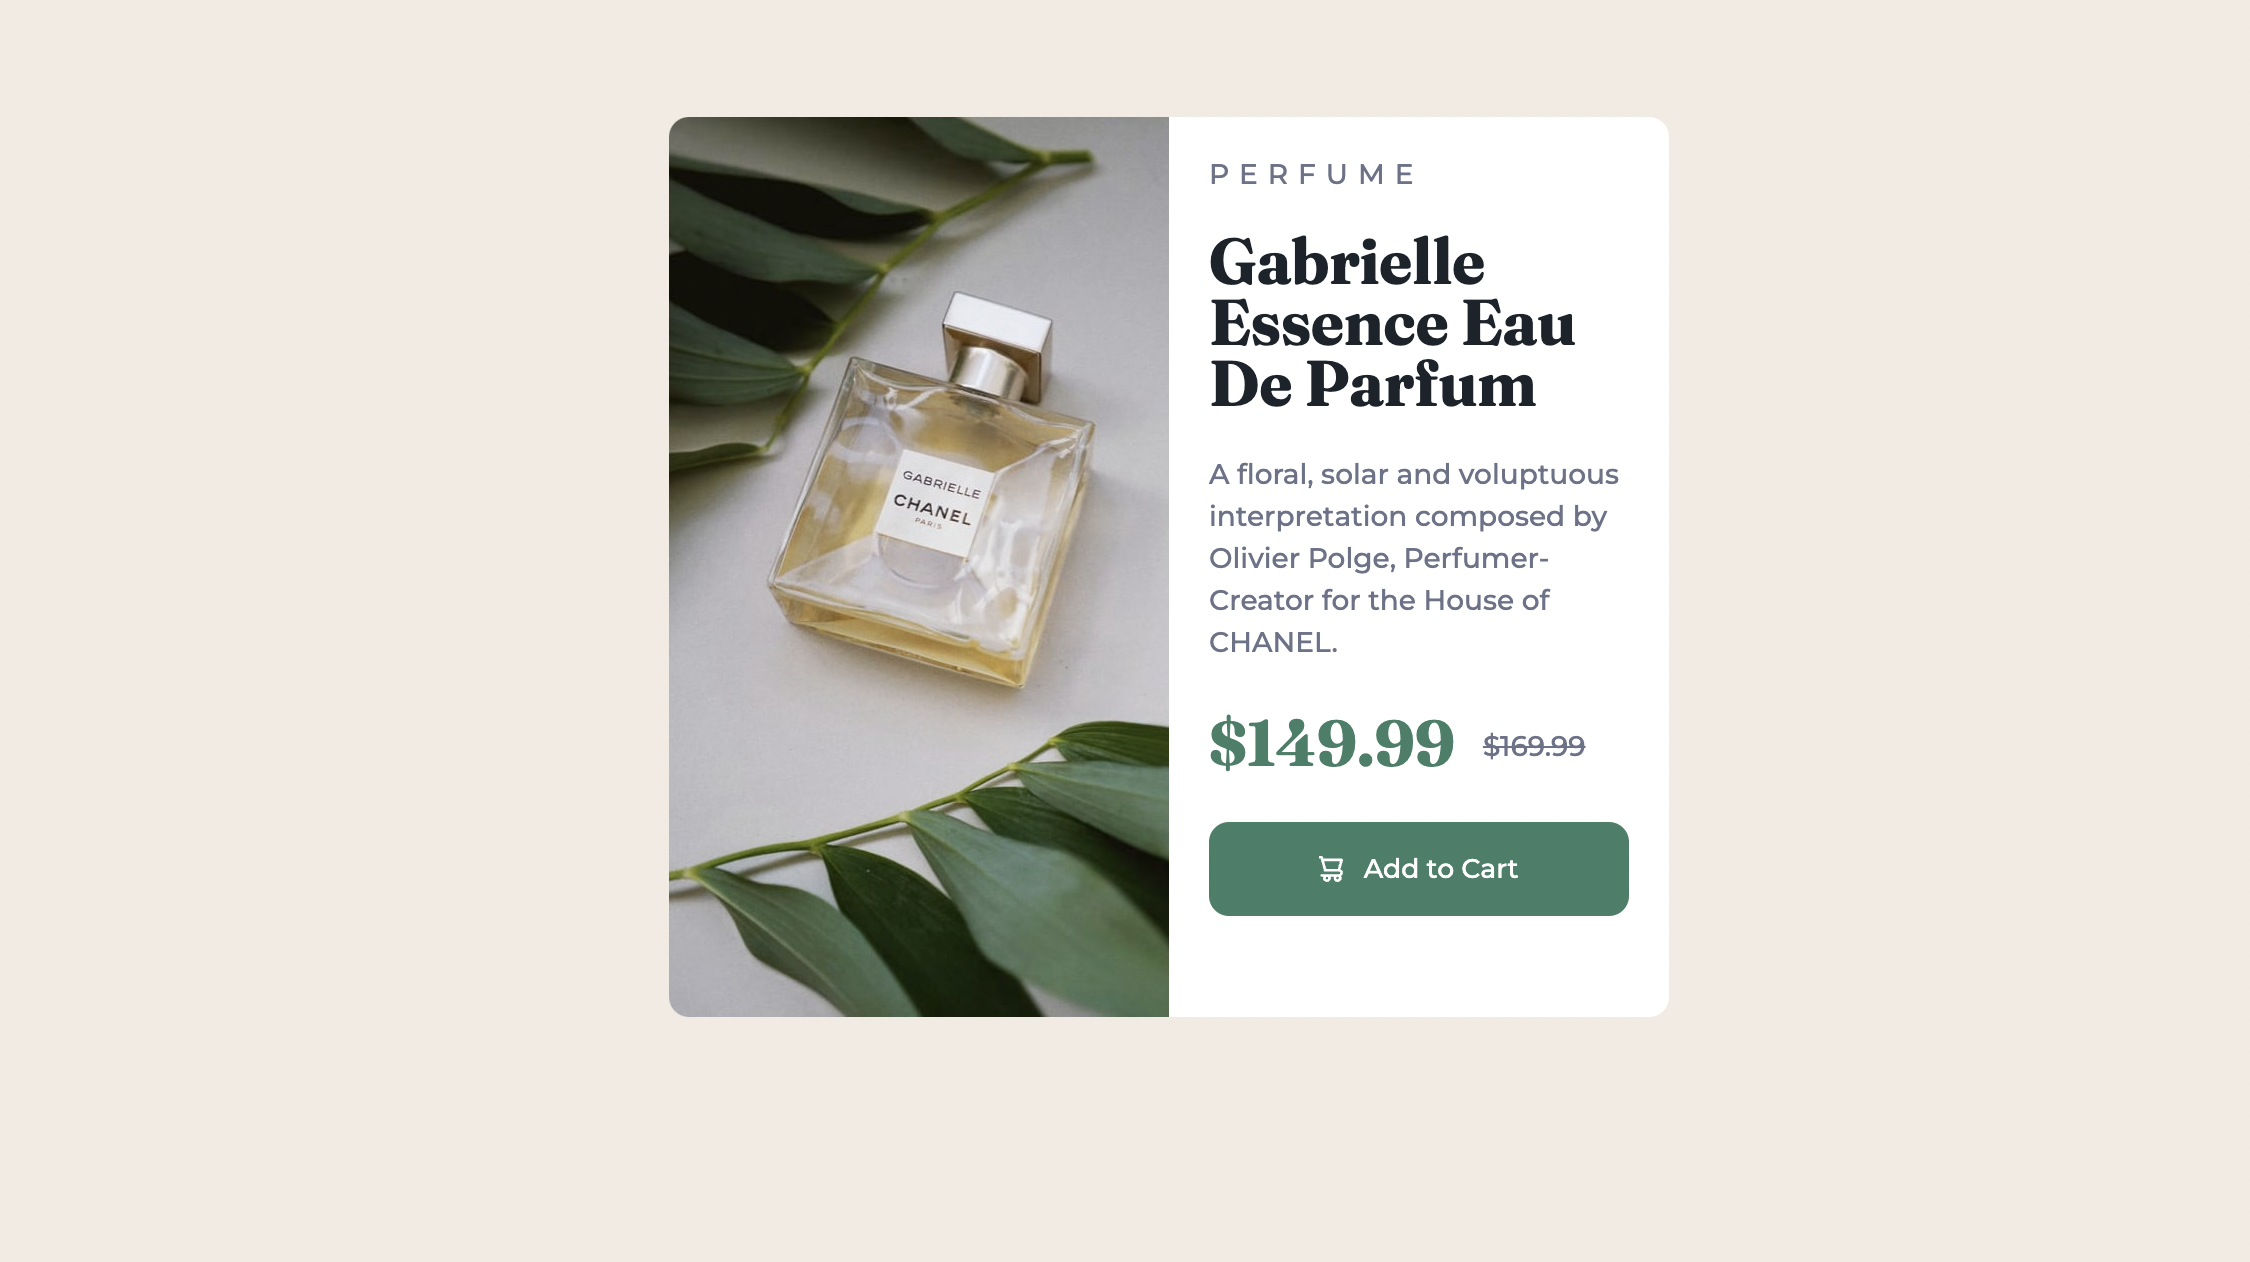 GABRIELLE
CHANEL
PARIS
PERFUME
Gabrielle
Essence Eau
De Parfum
A floral, solar and voluptuous
interpretation composed by
Olivier Polge, Perfumer-
Creator for the House of
CHANEL.
$149.99 $169.99
Add to Cart